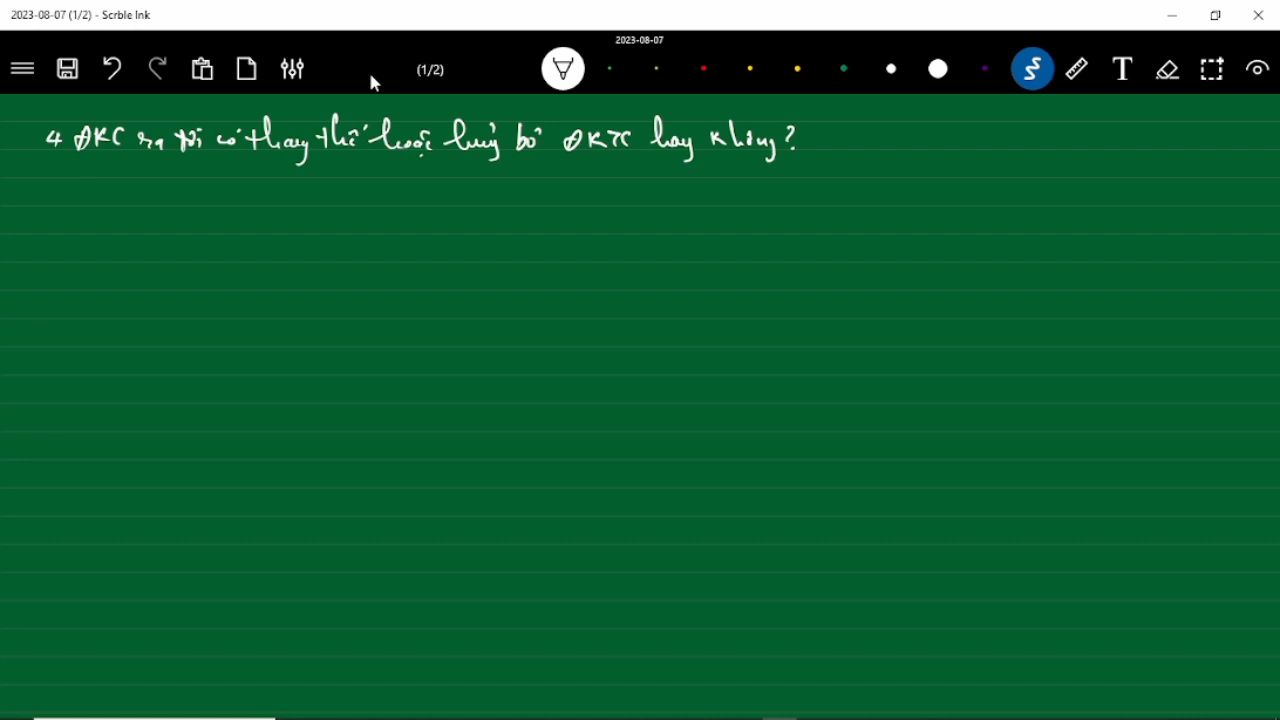 2023-08-07 (1/2) - Scrble Ink
2023-08-07
(1/2)
T
4 ĐKC ra đời có thay thế hoặc huỷ bỏ ĐKTC hay không?